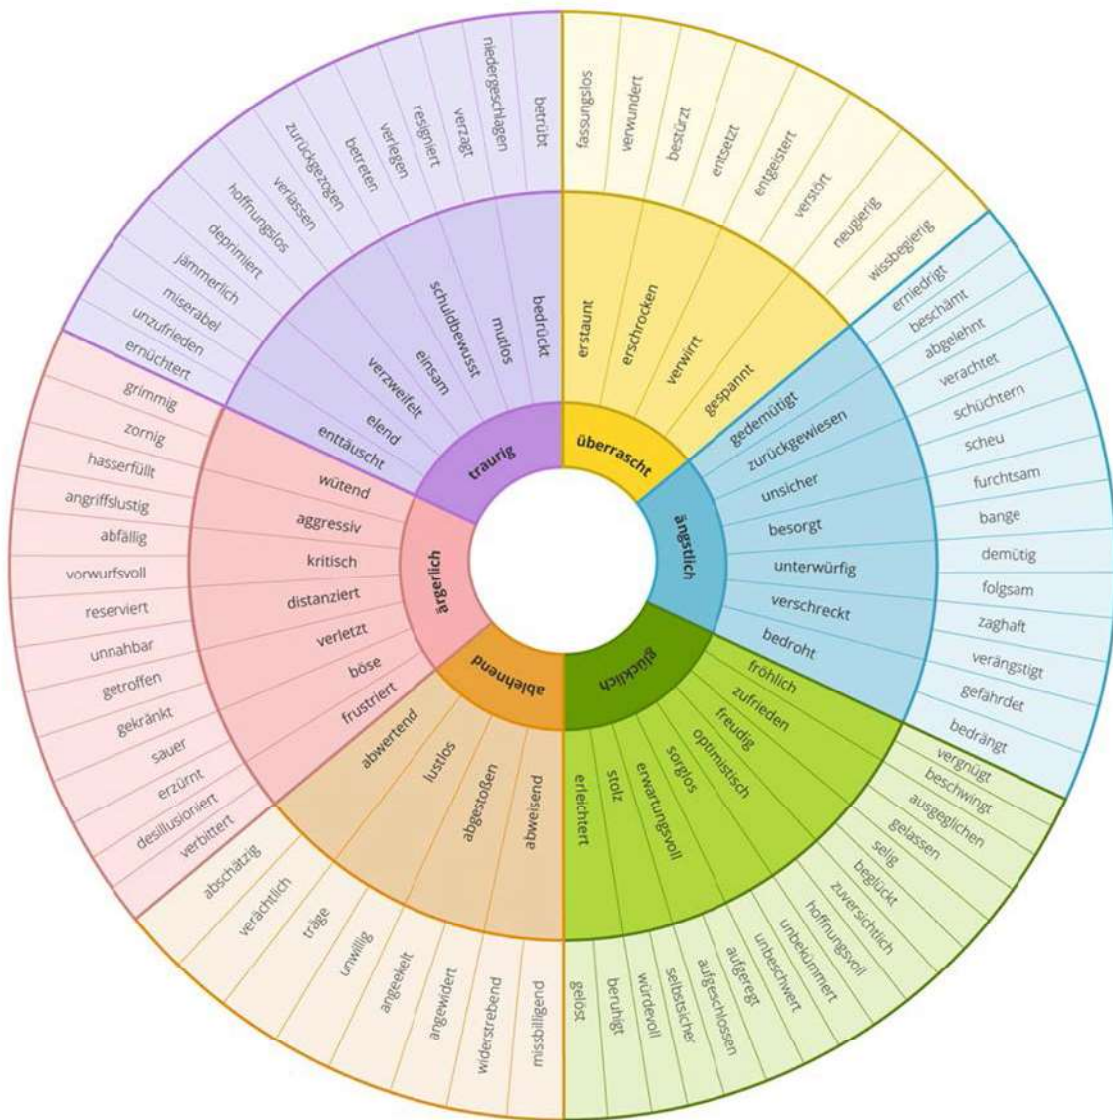 überrascht
erstaunt
erschrocken
verwirrt
gespannt
fassungslos
verwundert
bestürzt
entsetzt
entgeistert
verstört
neugierig
wissbegierig
ängstlich
gedemütigt
zurückgewiesen
unsicher
besorgt
unterwürfig
verschreckt
bedroht
erniedrigt
beschämt
abgelehnt
verachtet
schüchtern
scheu
furchtsam
bange
demütig
folgsam
zaghaft
verängstigt
gefährdet
bedrängt
glücklich
fröhlich
zufrieden
freudig
optimistisch
sorglos
erwartungsvoll
stolz
erleichtert
vergnügt
beschwingt
ausgeglichen
gelassen
selig
beglückt
zuversichtlich
hoffnungsvoll
unbekümmert
unbeschwert
aufgeregt
aufgeschlossen
selbstsicher
würdevoll
beruhigt
gelöst
ablehnend
abweisend
abgestoßen
lustlos
abwertend
missbilligend
widerstrebend
angewidert
angeekelt
unwillig
träge
verächtlich
abschätzig
ärgerlich
frustriert
böse
verletzt
distanziert
kritisch
aggressiv
wütend
verbittert
desillusioniert
erzürnt
sauer
gekränkt
getroffen
unnahbar
reserviert
vorwurfsvoll
abfällig
angriffslustig
hasserfüllt
zornig
grimmig
traurig
enttäuscht
elend
verzweifelt
einsam
schuldbewusst
mutlos
bedrückt
ernüchtert
unzufrieden
miserabel
jämmerlich
deprimiert
hoffnungslos
verlassen
zurückgezogen
betreten
verlegen
resigniert
verzagt
niedergeschlagen
betrübt